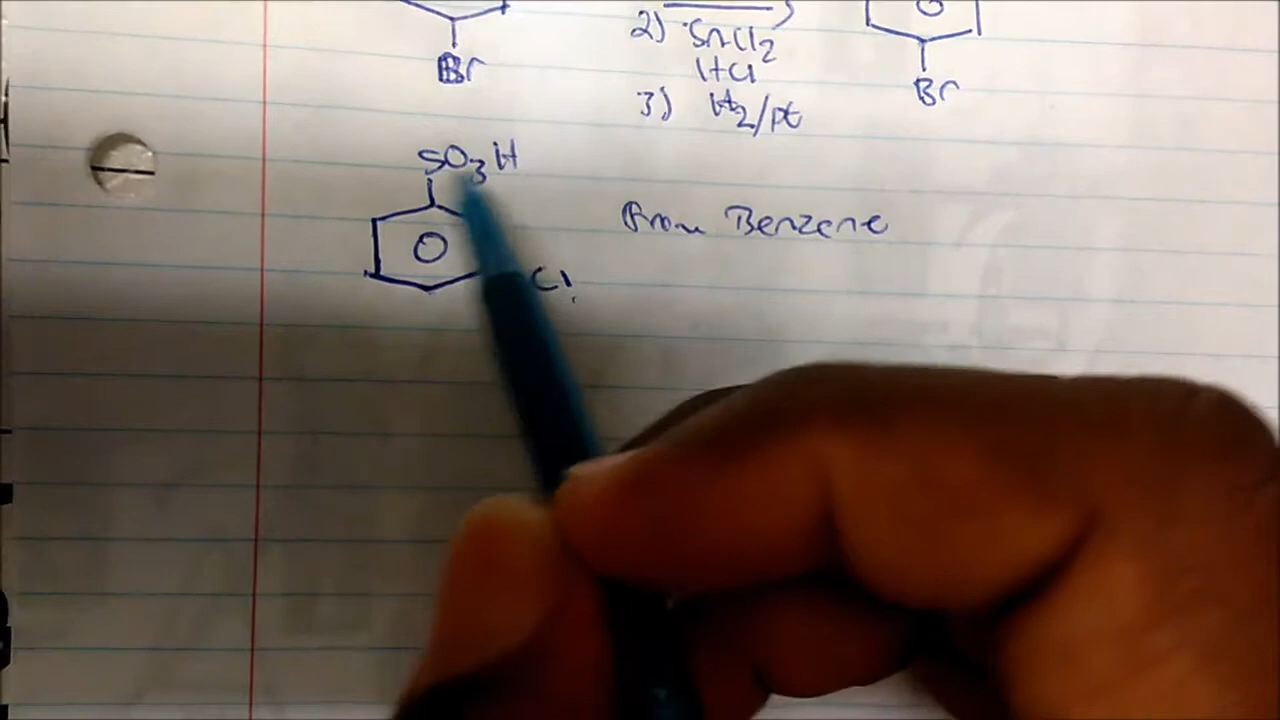 2) SnCl2
Br
HCl
Br
3) H2/pt
SO3H
From Benzene
Cl